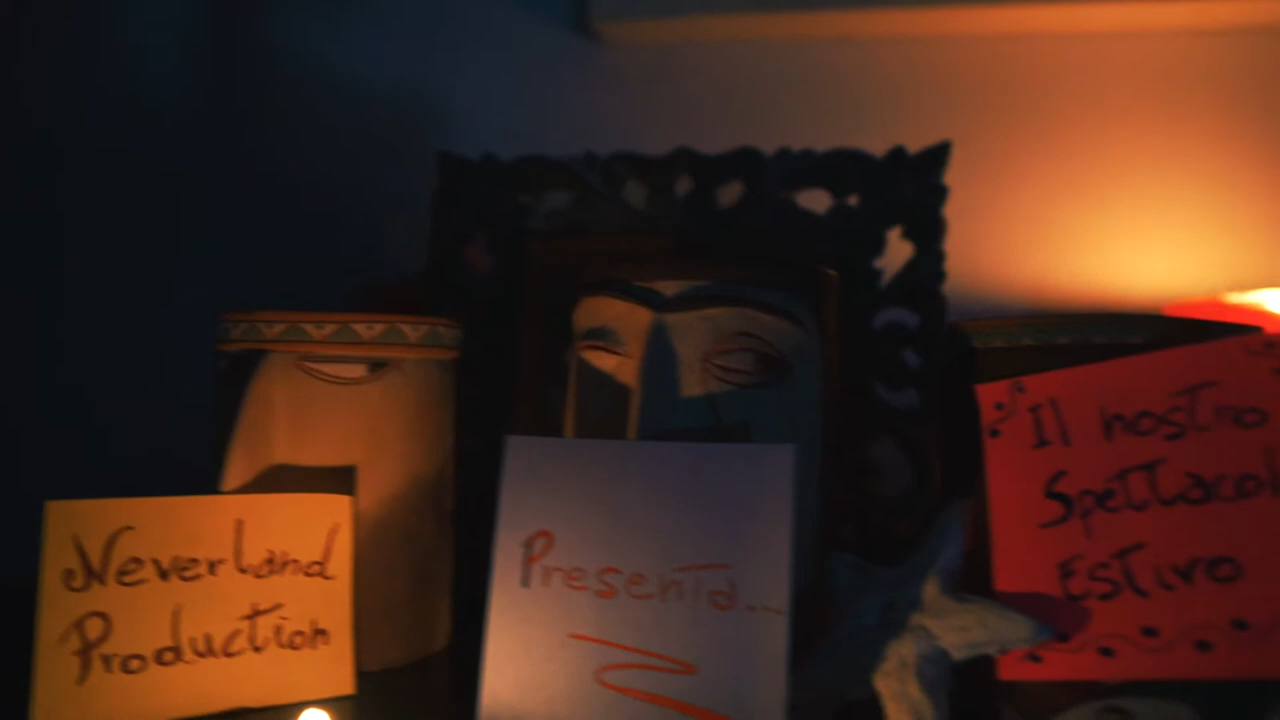 Neverland
Production
Presenta...
Il nostro
Spettacol
Estivo